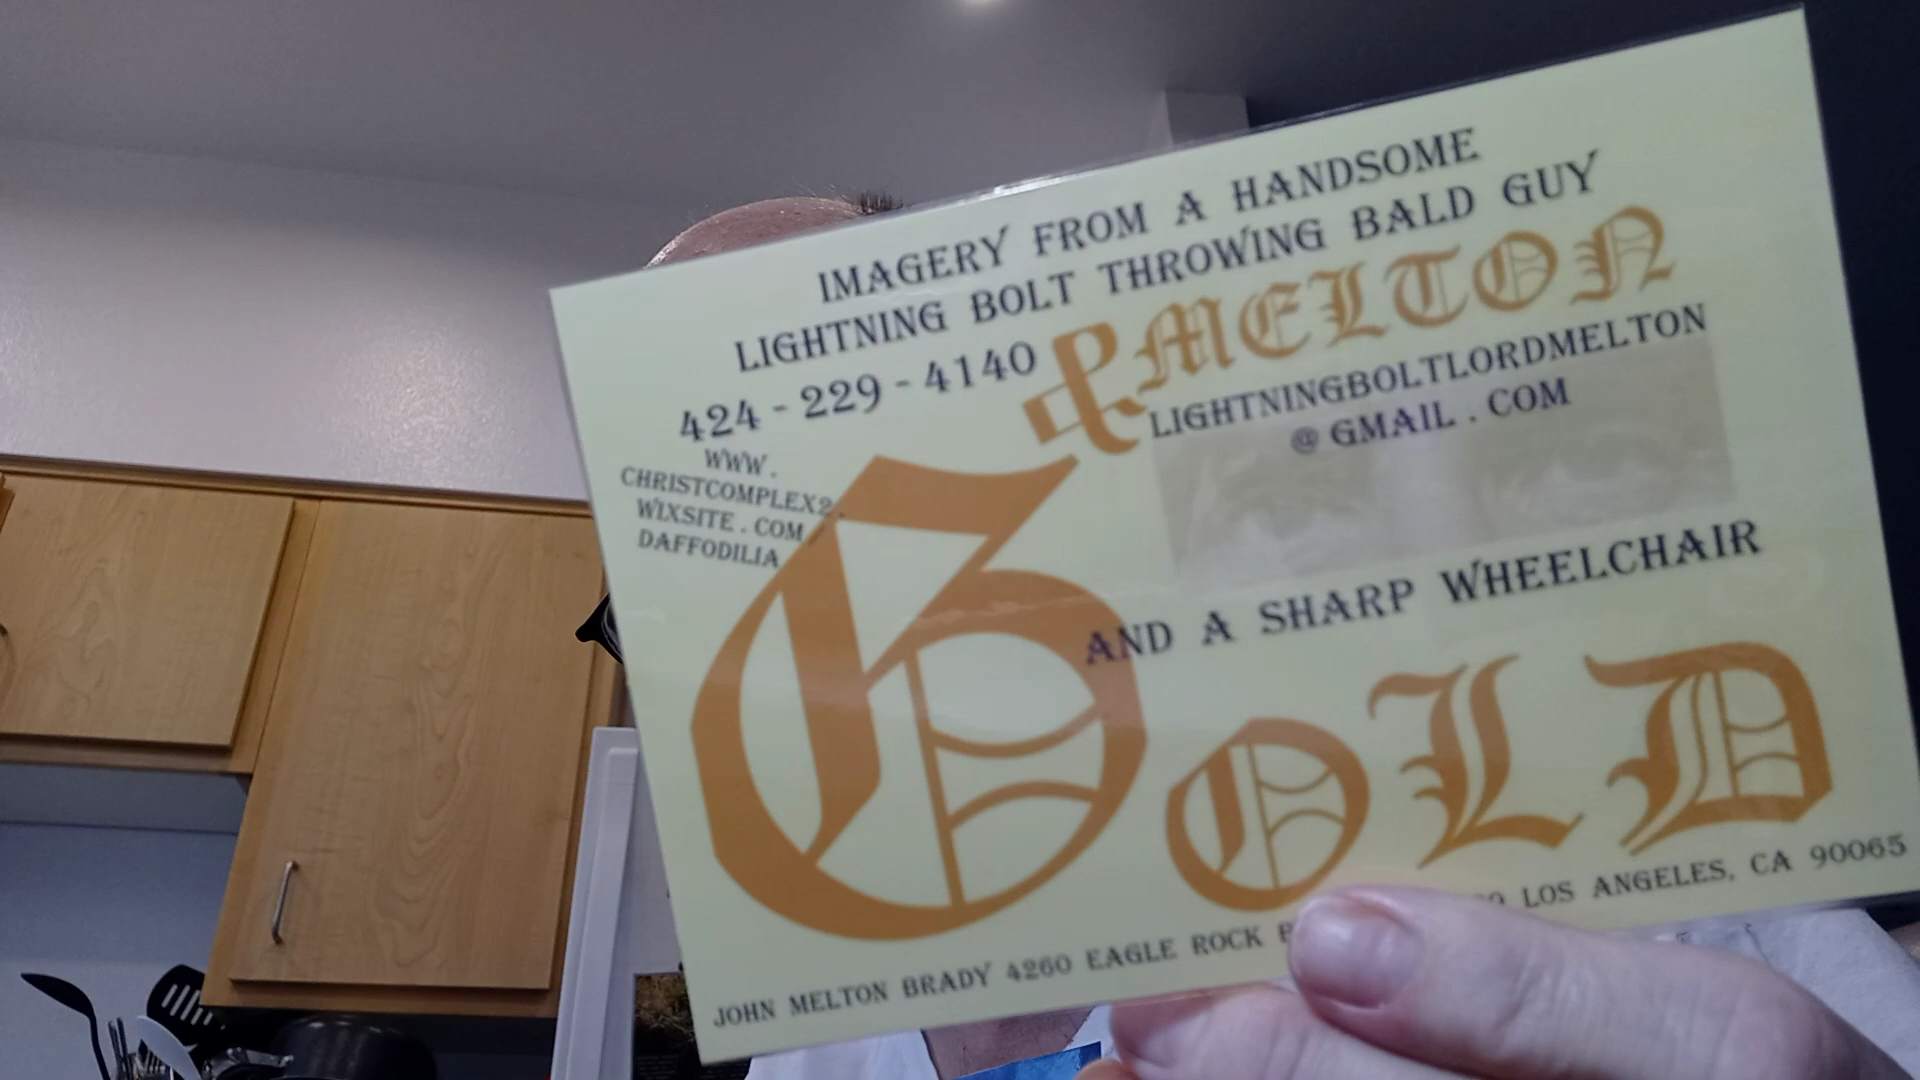 IMAGERY FROM A HANDSOME
LIGHTNING BOLT THROWING BALD GUY
424 - 229 - 4140
& MELTON
LIGHTNINGBOLTLORDMELTON
@ GMAIL . COM
WWW .
CHRISTCOMPLEX2 .
WIXSITE . COM /
DAFFODILIA
AND A SHARP WHEELCHAIR
GOLD
JOHN MELTON BRADY 4260 EAGLE ROCK LOS ANGELES, CA 90065